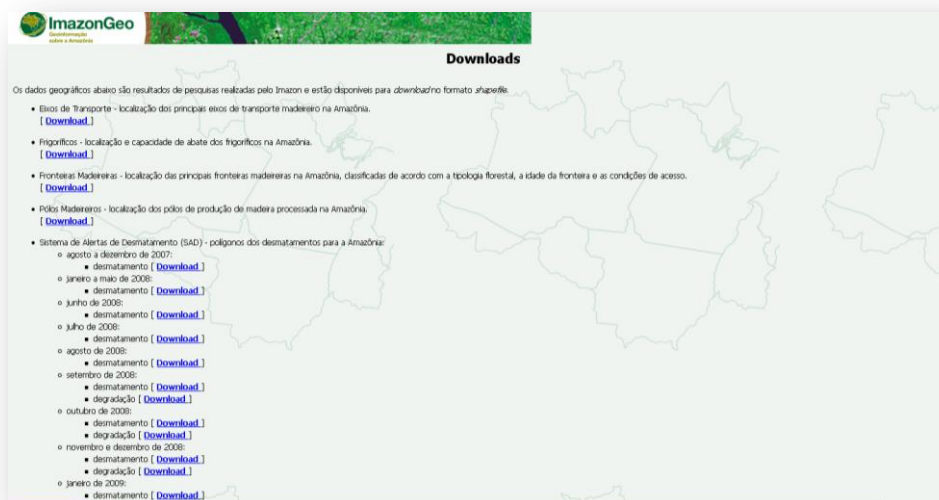 ImazonGeo
Geoinformação
sobre a Amazônia
Downloads
Os dados geográficos abaixo são resultados de pesquisas realizadas pelo Imazon e estão disponíveis para download no formato shapefile.
• Eixos de Transporte - localização dos principais eixos de transporte madeireiro na Amazônia.
[ Download ]
• Frigoríficos - localização e capacidade de abate dos frigoríficos na Amazônia.
[ Download ]
• Fronteiras Madeireiras - localização das principais fronteiras madeireiras na Amazônia, classificadas de acordo com a tipologia florestal, a idade da fronteira e as condições de acesso.
[ Download ]
• Pólos Madeireiros - localização dos pólos de produção de madeira processada na Amazônia.
[ Download ]
• Sistema de Alertas de Desmatamento (SAD) - polígonos dos desmatamentos para a Amazônia:
agosto a dezembro de 2007:
desmatamento [ Download ]
janeiro a maio de 2008:
desmatamento [ Download ]
junho de 2008:
desmatamento [ Download ]
julho de 2008:
desmatamento [ Download ]
agosto de 2008:
desmatamento [ Download ]
setembro de 2008:
desmatamento [ Download ]
degradação [ Download ]
outubro de 2008:
desmatamento [ Download ]
degradação [ Download ]
novembro e dezembro de 2008:
desmatamento [ Download ]
degradação [ Download ]
janeiro de 2009:
desmatamento [ Download ]